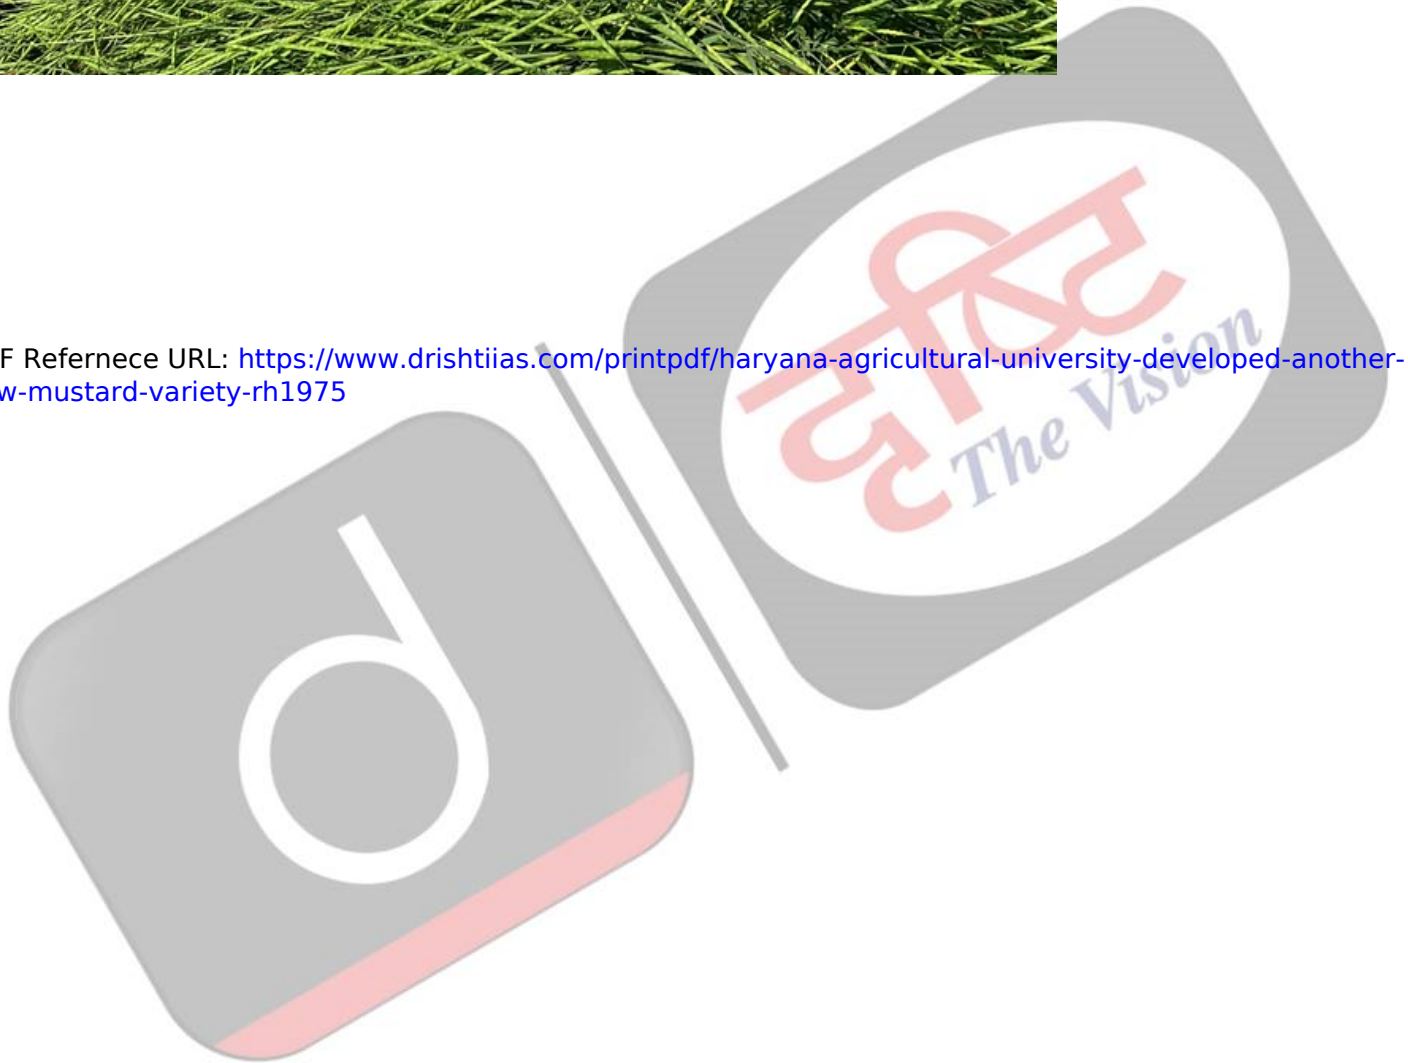 F Refernece URL: https://www.drishtiias.com/printpdf/haryana-agricultural-university-developed-another-
w-mustard-variety-rh1975
दृष्टि
The Vision
d